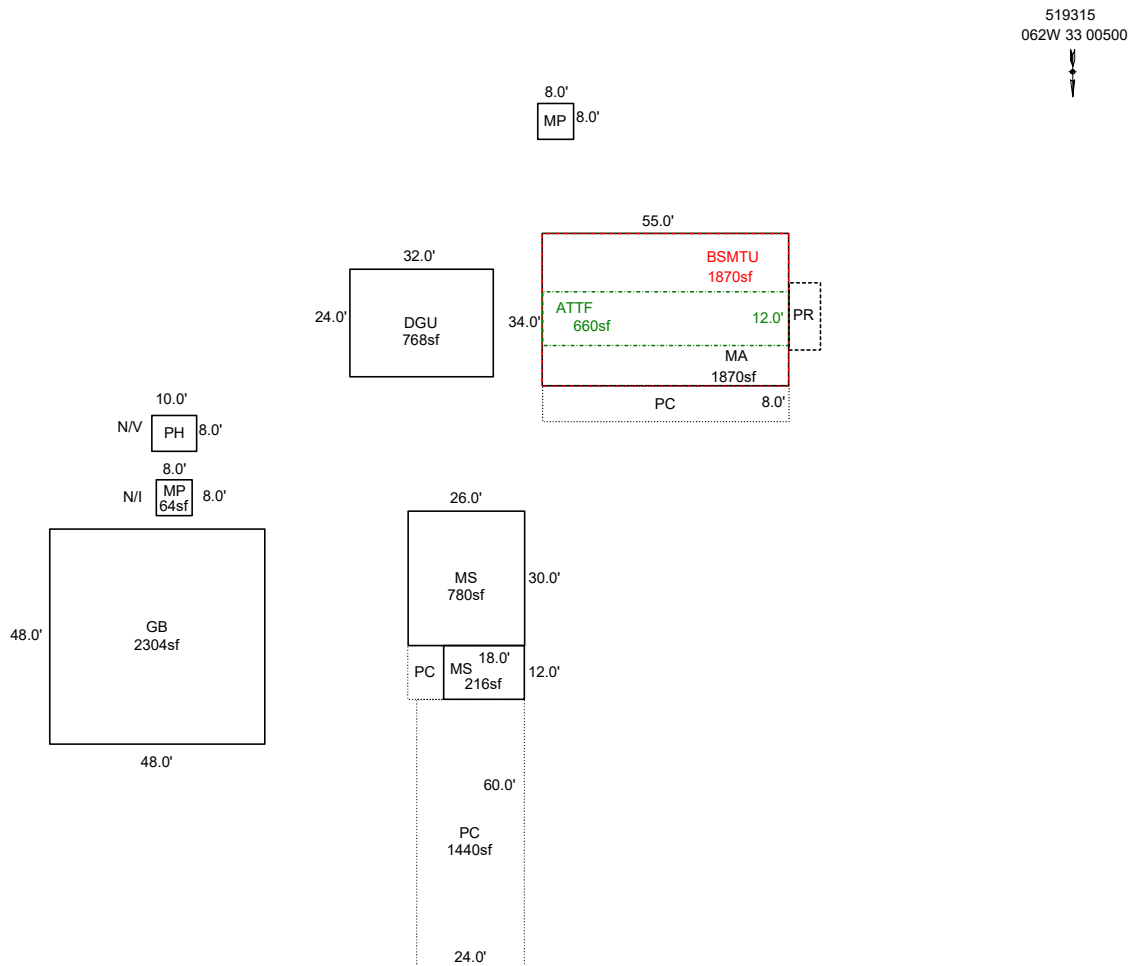 519315
062W 33 00500
N
8.0'
MP
8.0'
55.0'
BSMTU
1870sf
32.0'
24.0'
DGU
768sf
34.0'
ATTF
660sf
12.0'
PR
MA
1870sf
PC
8.0'
10.0'
N/V
PH
8.0'
8.0'
N/I
MP
64sf
8.0'
26.0'
MS
780sf
30.0'
48.0'
GB
2304sf
PC
MS
18.0'
216sf
12.0'
48.0'
60.0'
PC
1440sf
24.0'